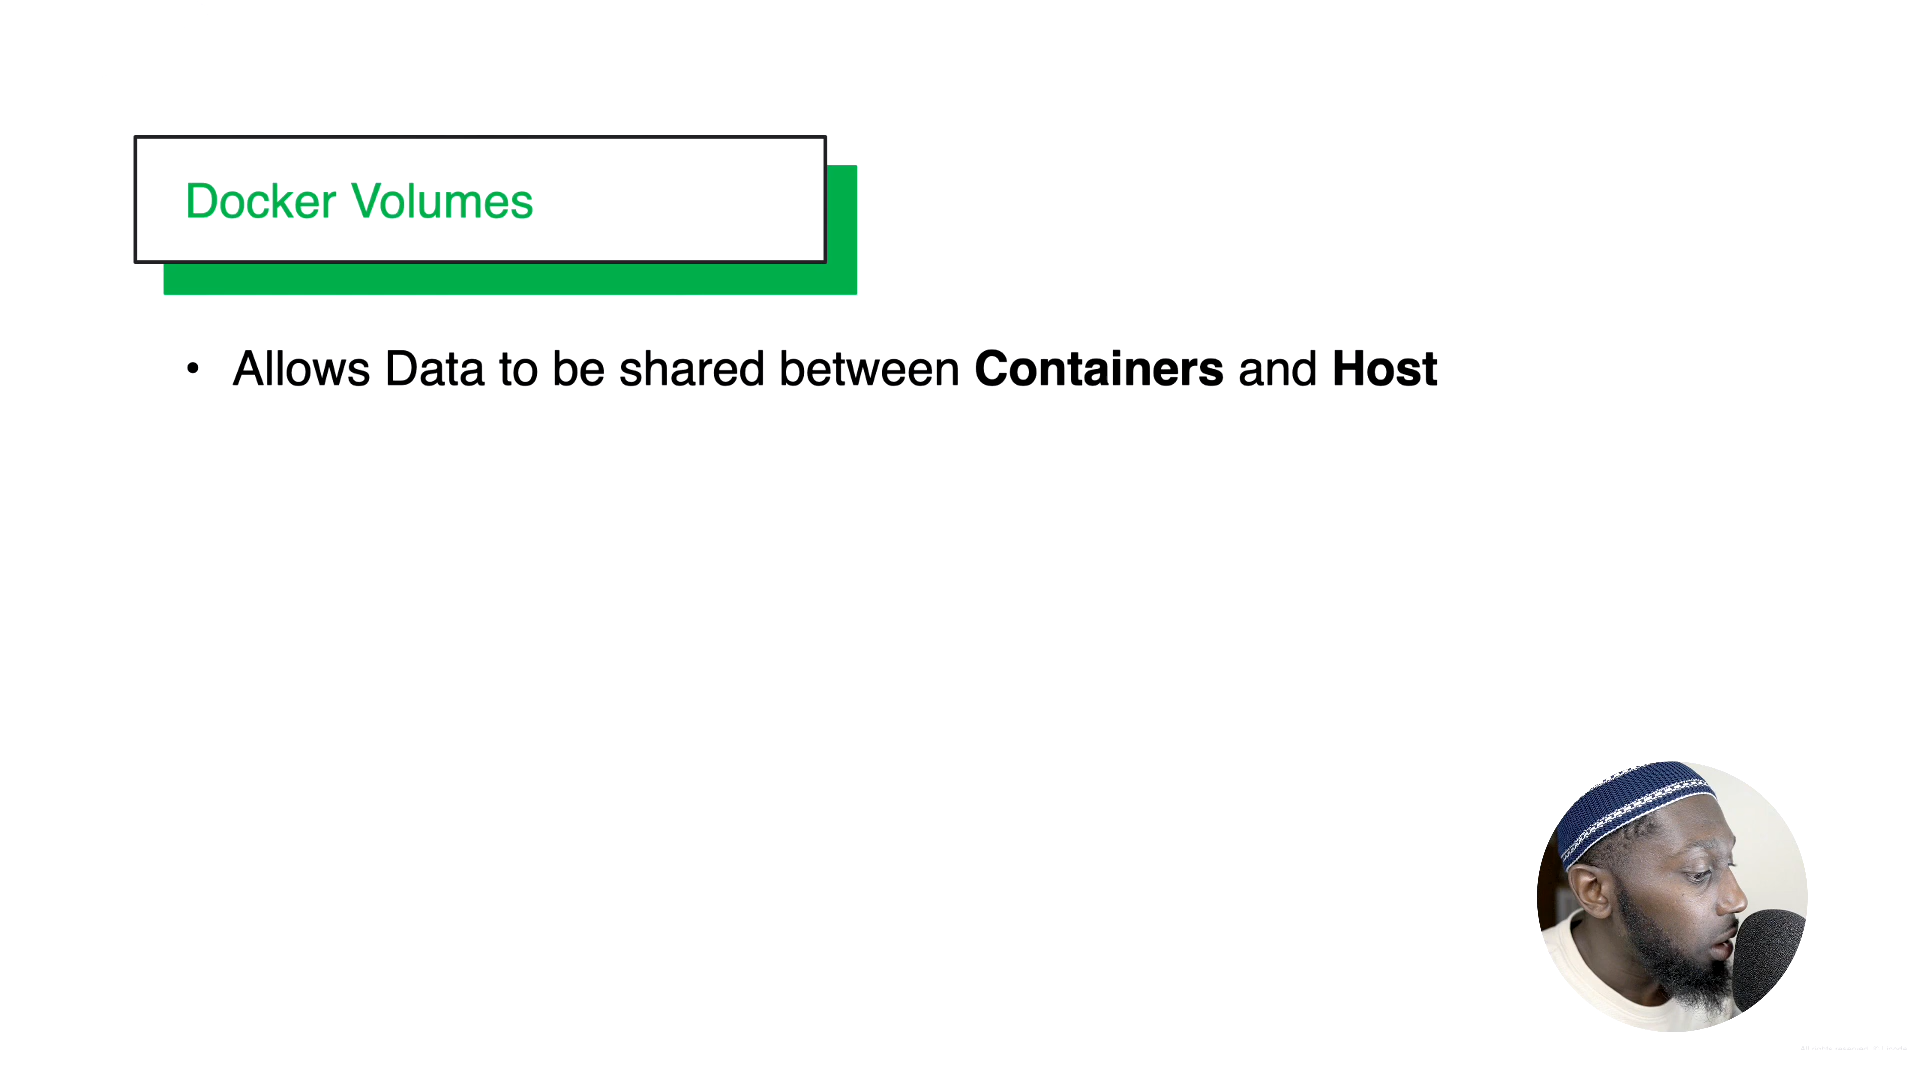 Docker Volumes
• Allows Data to be shared between Containers and Host